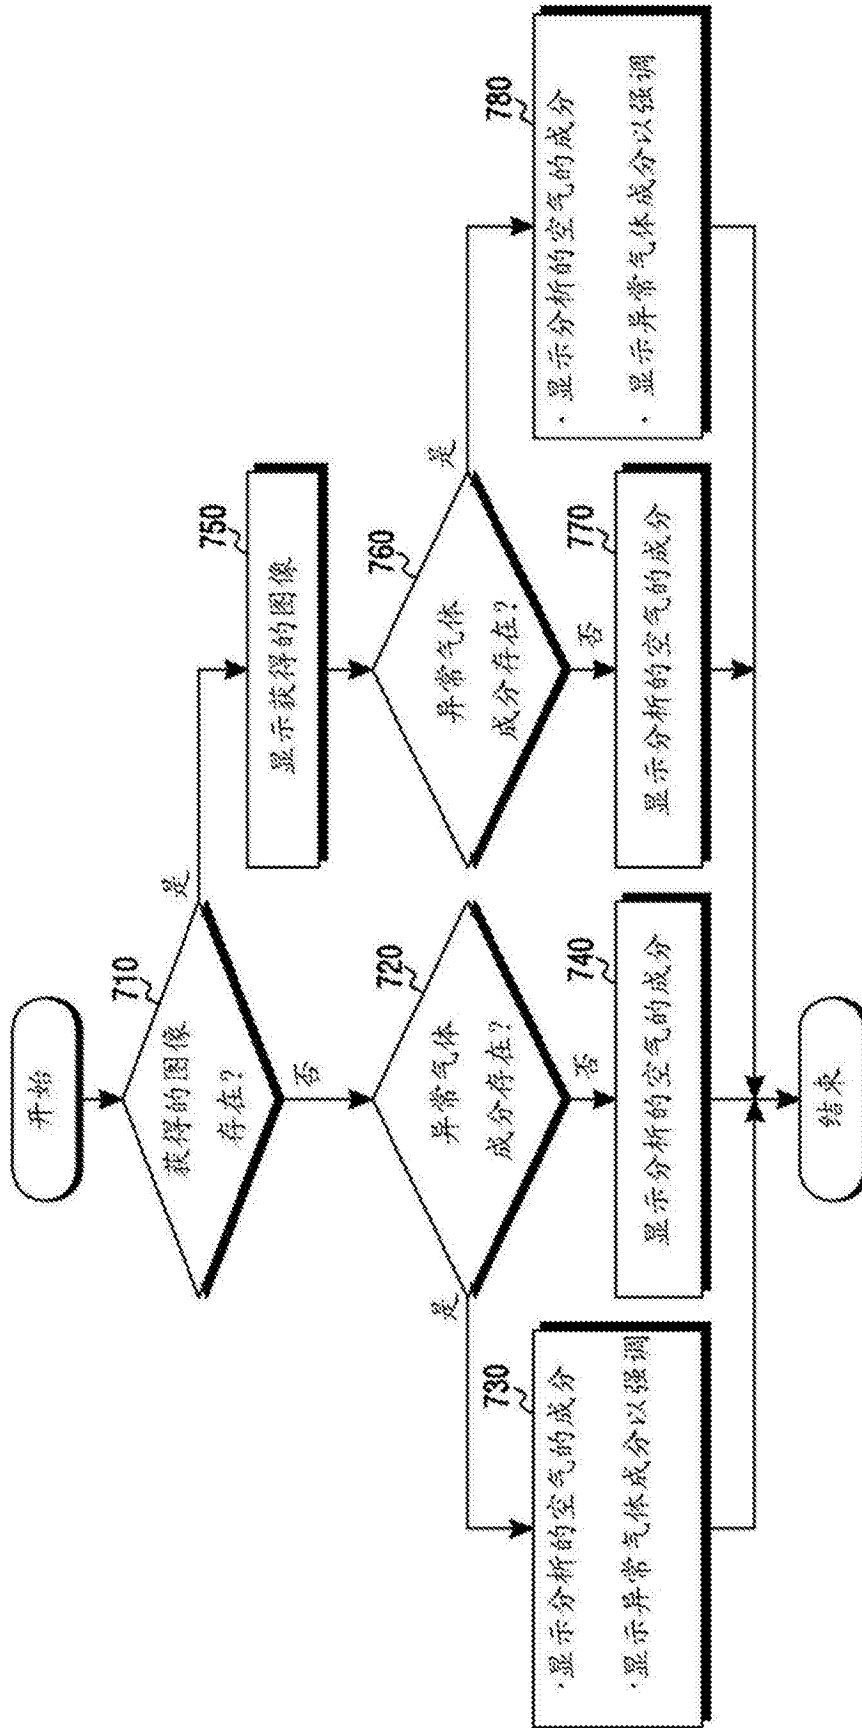 开始
710
获得的图像
存在?
是
否
750
显示获得的图像
720
异常气体
成分存在?
是
否
760
异常气体
成分存在?
是
否
730
·显示分析的空气的成分
·显示异常气体成分以强调
740
显示分析的空气的成分
770
显示分析的空气的成分
780
·显示分析的空气的成分
·显示异常气体成分以强调
结束